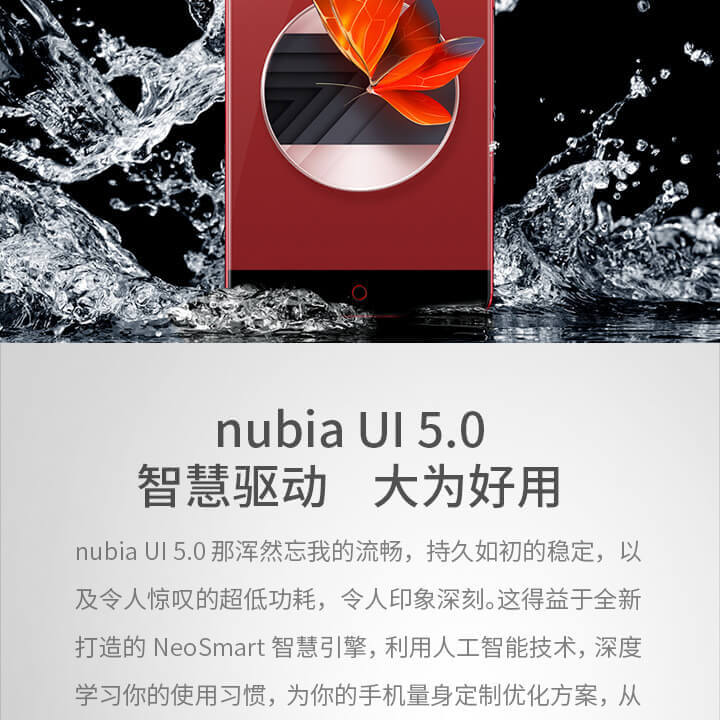 nubia UI 5.0
智慧驱动 大为好用
nubia UI 5.0 那浑然忘我的流畅，持久如初的稳定，以
及令人惊叹的超低功耗，令人印象深刻。这得益于全新
打造的 NeoSmart 智慧引擎，利用人工智能技术，深度
学习你的使用习惯，为你的手机量身定制优化方案，从